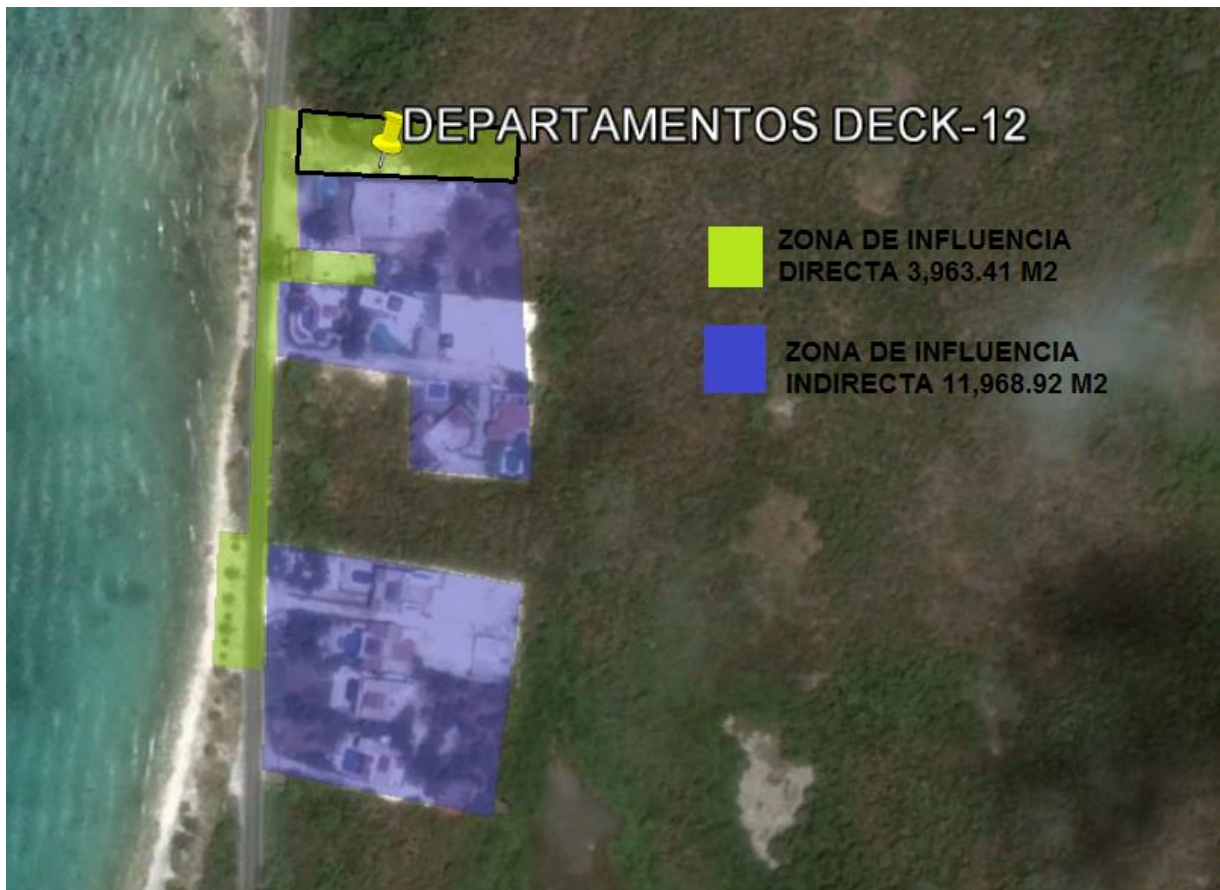 DEPARTAMENTOS DECK-12
ZONA DE INFLUENCIA
DIRECTA 3,963.41 M2
ZONA DE INFLUENCIA
INDIRECTA 11,968.92 M2